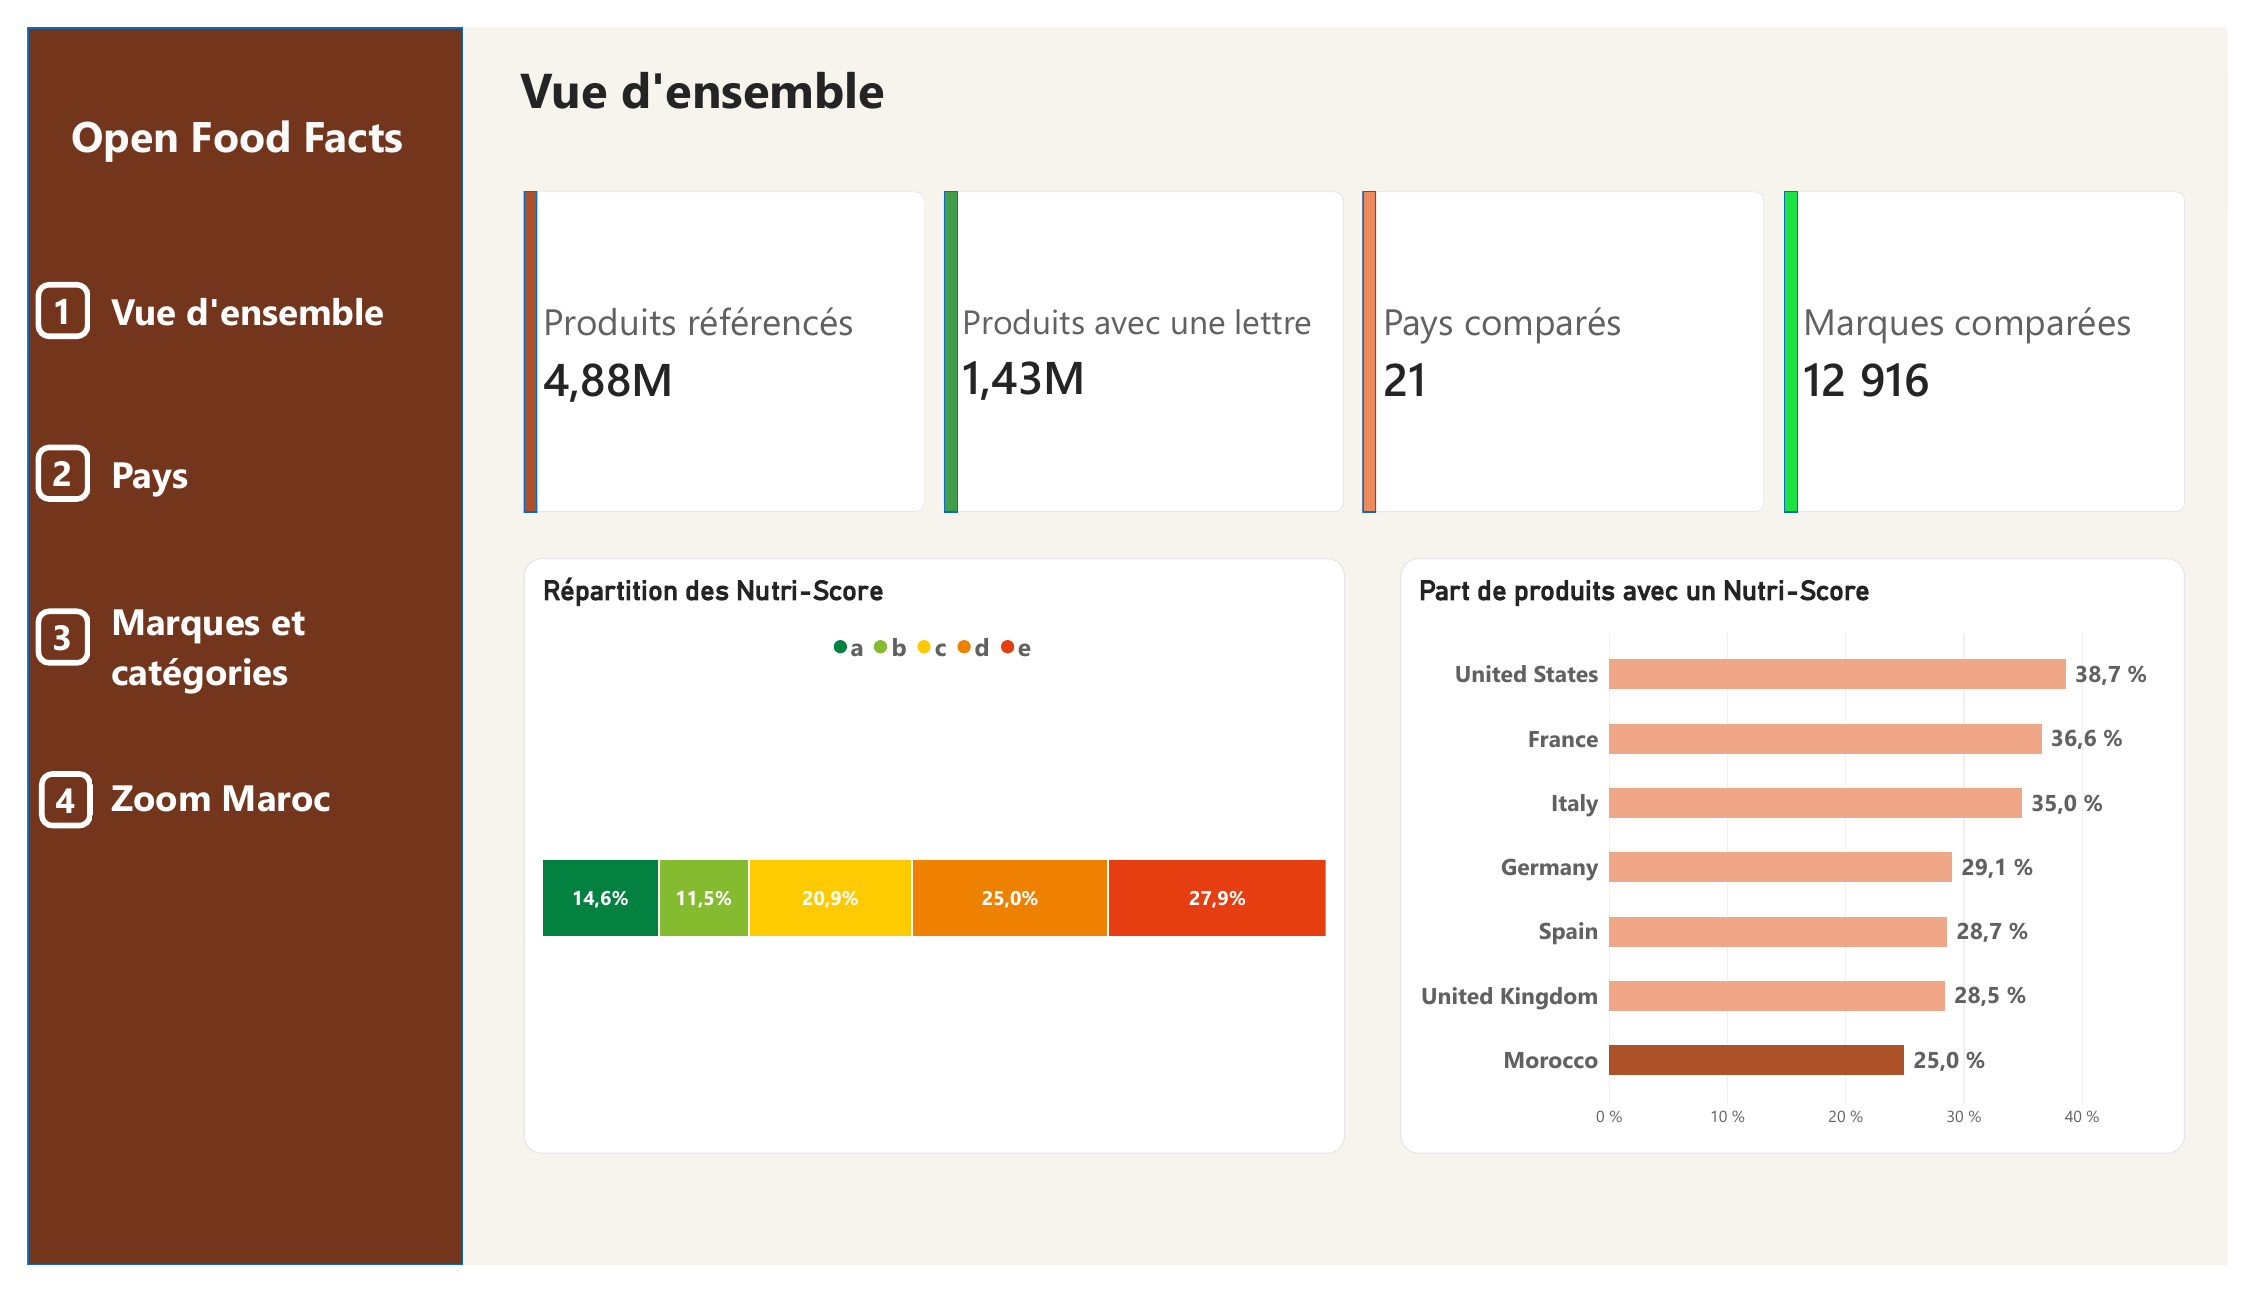 Open Food Facts
1 Vue d'ensemble
2 Pays
3 Marques et
catégories
4 Zoom Maroc
Vue d'ensemble
Produits référencés
4,88M
Produits avec une lettre
1,43M
Pays comparés
21
Marques comparées
12 916
Répartition des Nutri-Score
a b c d e
14,6% 11,5% 20,9% 25,0% 27,9%
Part de produits avec un Nutri-Score
United States 38,7 %
France 36,6 %
Italy 35,0 %
Germany 29,1 %
Spain 28,7 %
United Kingdom 28,5 %
Morocco 25,0 %
0 % 10 % 20 % 30 % 40 %